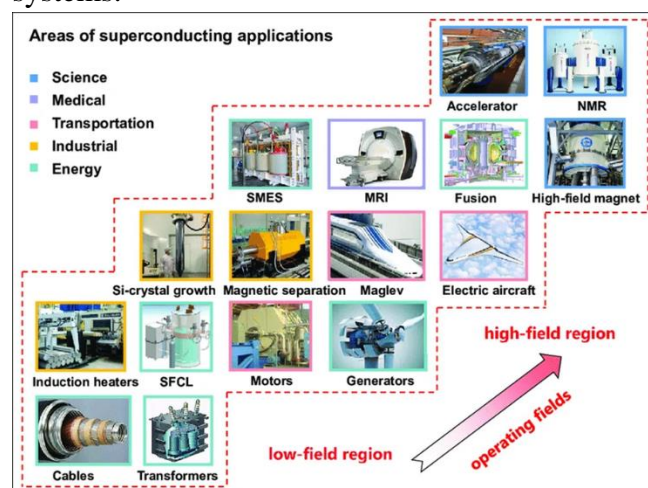 systems.
Areas of superconducting applications
Science
Medical
Transportation
Industrial
Energy
Accelerator NMR
SMES MRI Fusion High-field magnet
Si-crystal growth Magnetic separation Maglev Electric aircraft
high-field region
Induction heaters SFCL Motors Generators
operating fields
low-field region
Cables Transformers